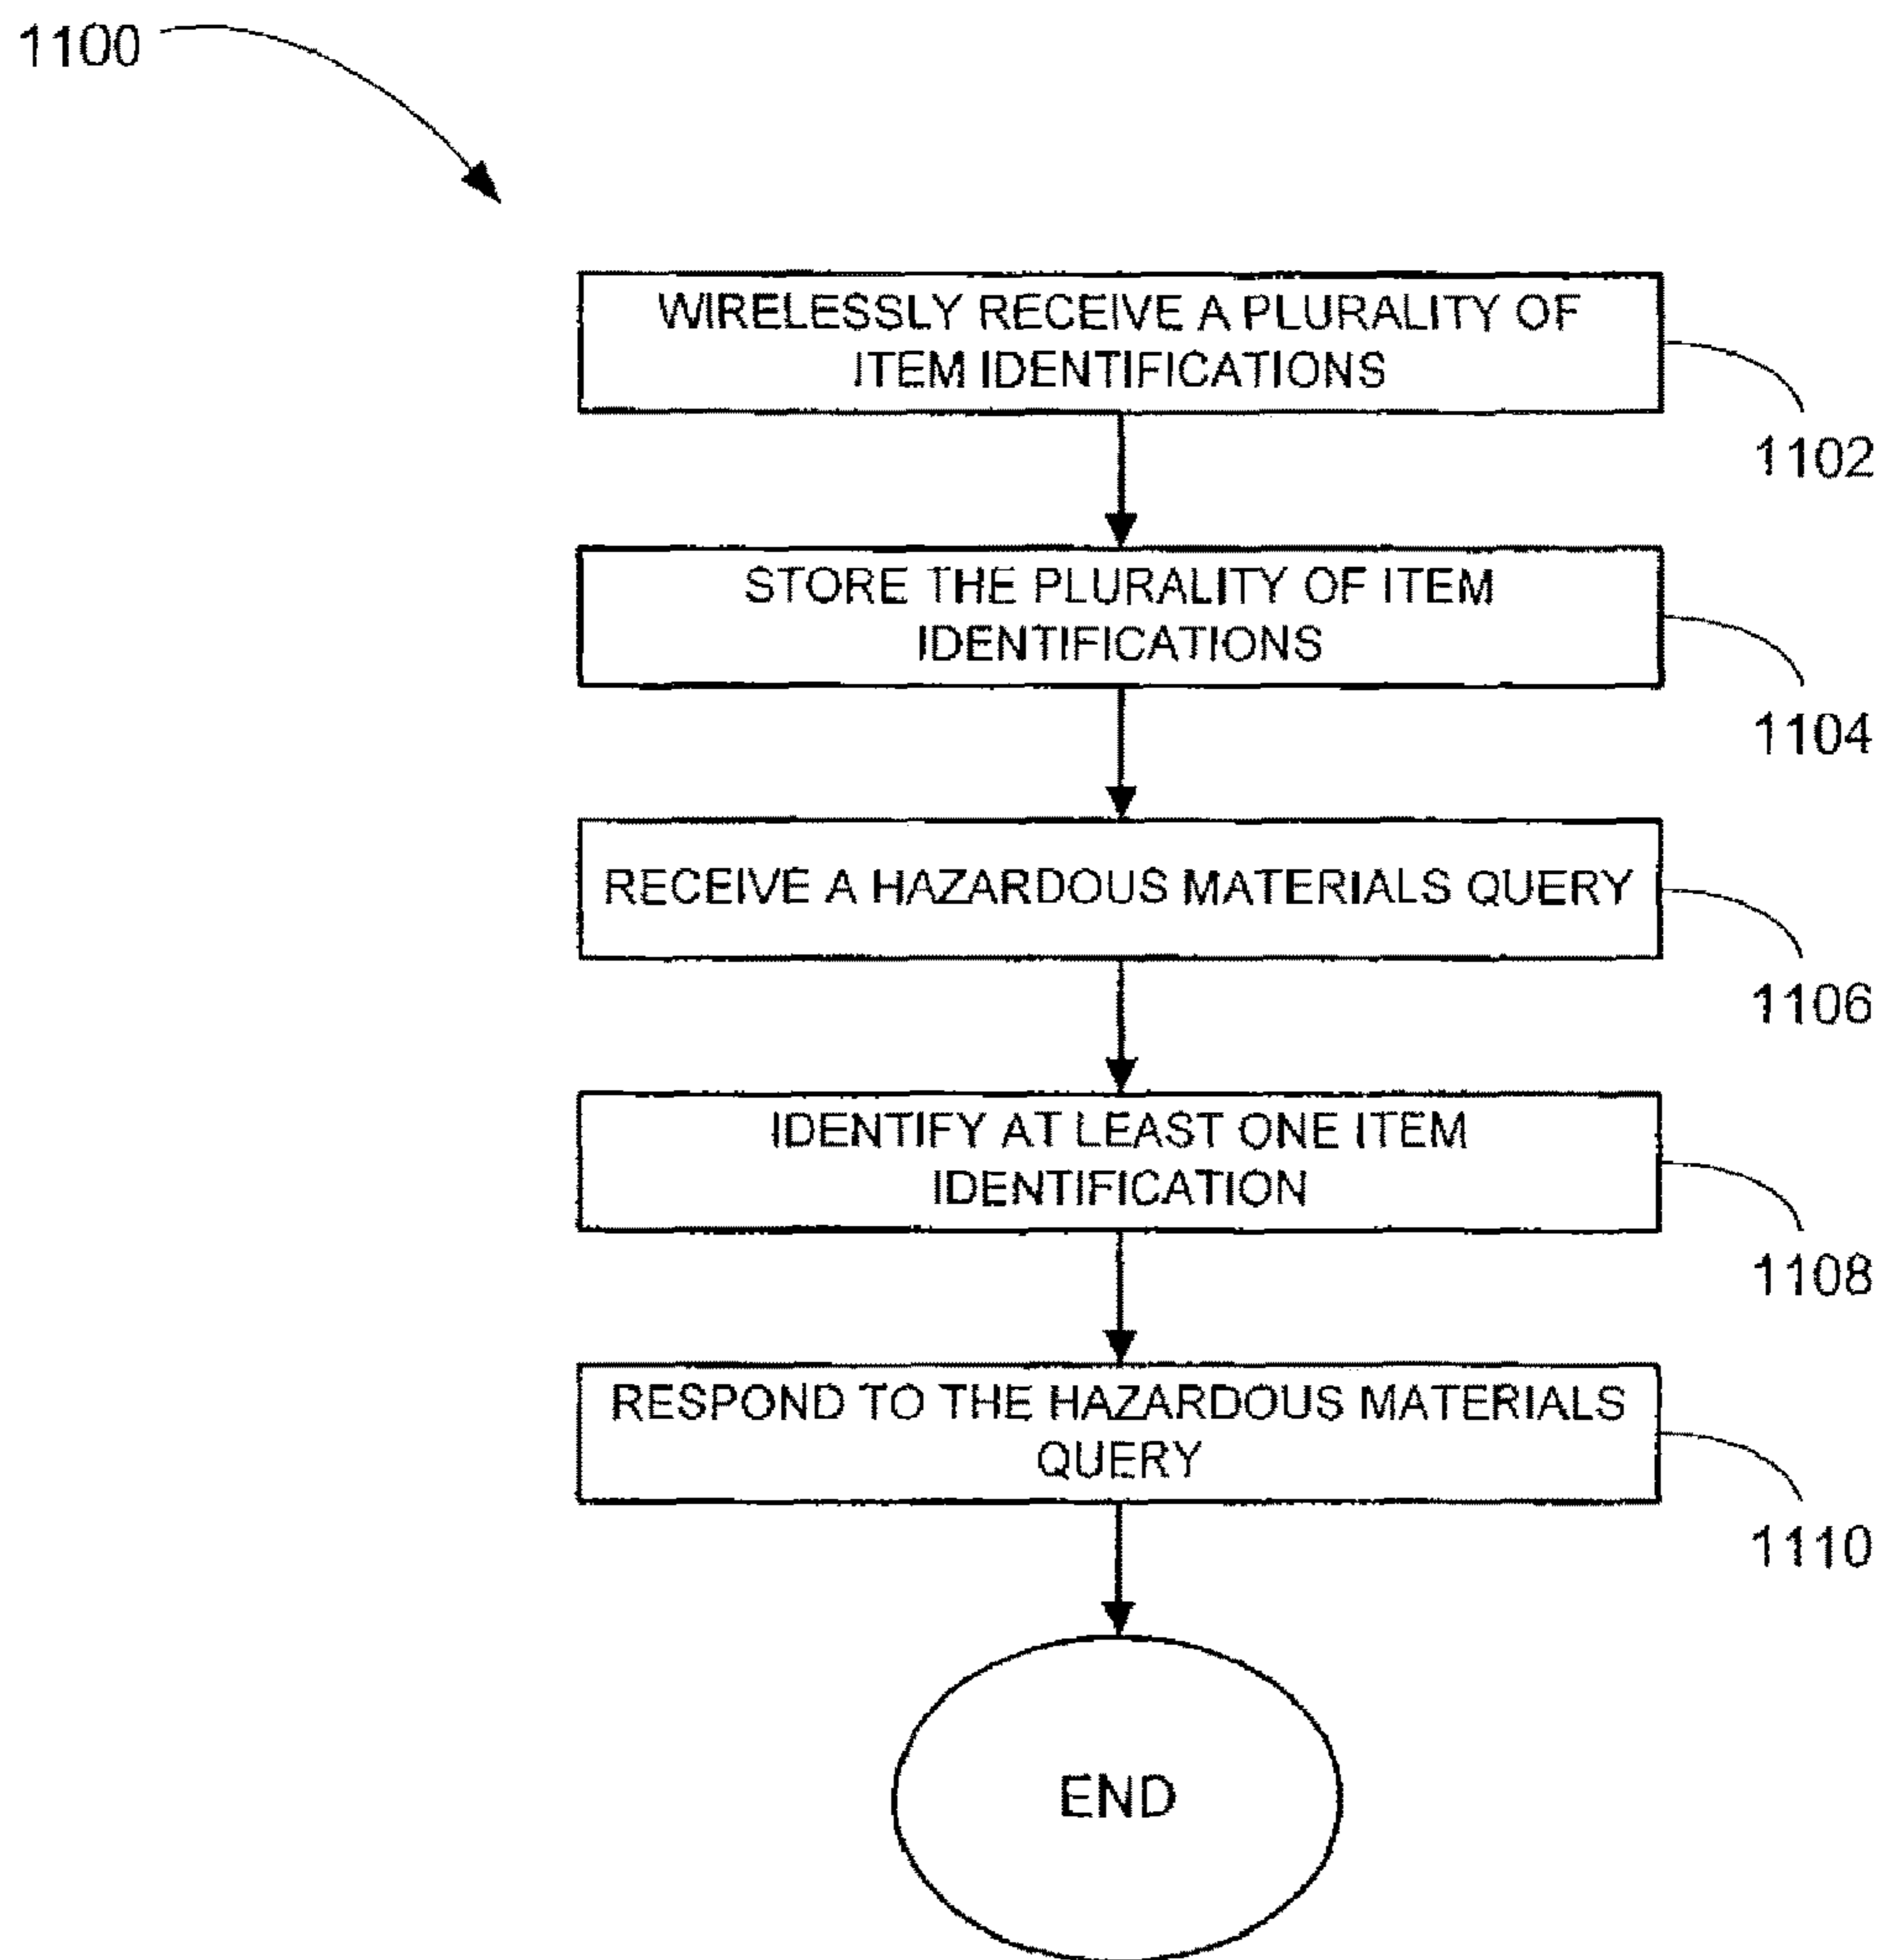 1100
WIRELESSLY RECEIVE A PLURALITY OF
ITEM IDENTIFICATIONS
1102
STORE THE PLURALITY OF ITEM
IDENTIFICATIONS
1104
RECEIVE A HAZARDOUS MATERIALS QUERY
1106
IDENTIFY AT LEAST ONE ITEM
IDENTIFICATION
1108
RESPOND TO THE HAZARDOUS MATERIALS
QUERY
1110
END